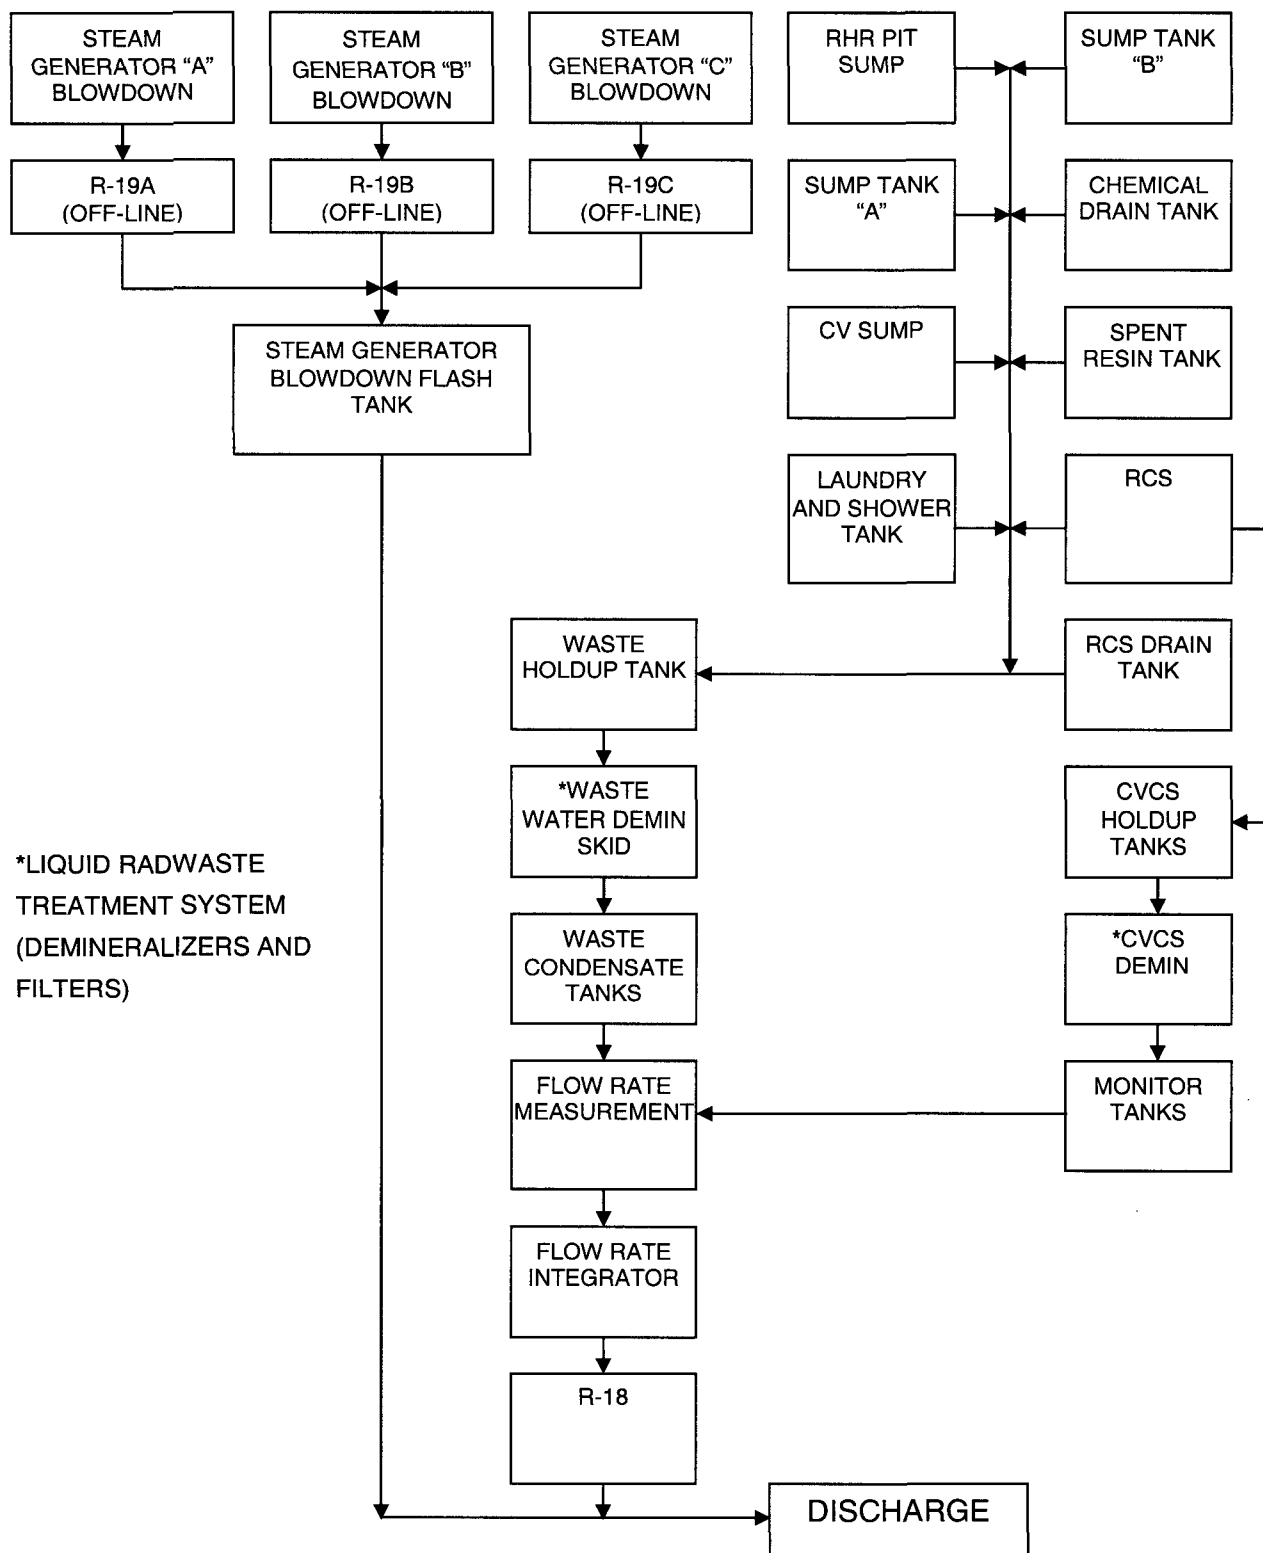 STEAM
GENERATOR “A”
BLOWDOWN
STEAM
GENERATOR “B”
BLOWDOWN
STEAM
GENERATOR “C”
BLOWDOWN
RHR PIT
SUMP
SUMP TANK
“B”
R-19A
(OFF-LINE)
R-19B
(OFF-LINE)
R-19C
(OFF-LINE)
SUMP TANK
“A”
CHEMICAL
DRAIN TANK
STEAM GENERATOR
BLOWDOWN FLASH
TANK
CV SUMP
SPENT
RESIN TANK
LAUNDRY
AND SHOWER
TANK
RCS
WASTE
HOLDUP TANK
RCS DRAIN
TANK
*WASTE
WATER DEMIN
SKID
CVCS
HOLDUP
TANKS
*LIQUID RADWASTE
TREATMENT SYSTEM
(DEMINERALIZERS AND
FILTERS)
WASTE
CONDENSATE
TANKS
*CVCS
DEMIN
FLOW RATE
MEASUREMENT
MONITOR
TANKS
FLOW RATE
INTEGRATOR
R-18
DISCHARGE